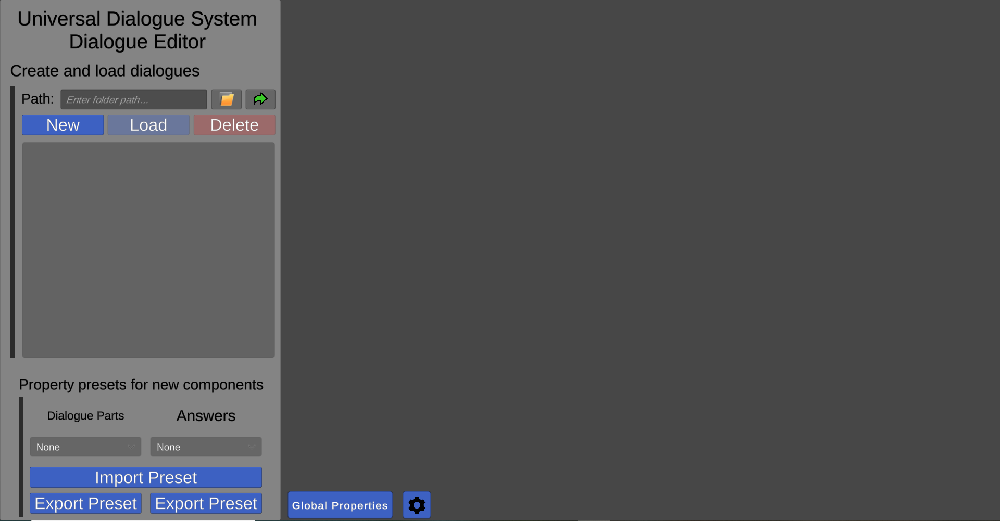 Universal Dialogue System
Dialogue Editor
Create and load dialogues
Path: Enter folder path...
New Load Delete
Property presets for new components
Dialogue Parts Answers
None None
Import Preset
Export Preset Export Preset
Global Properties